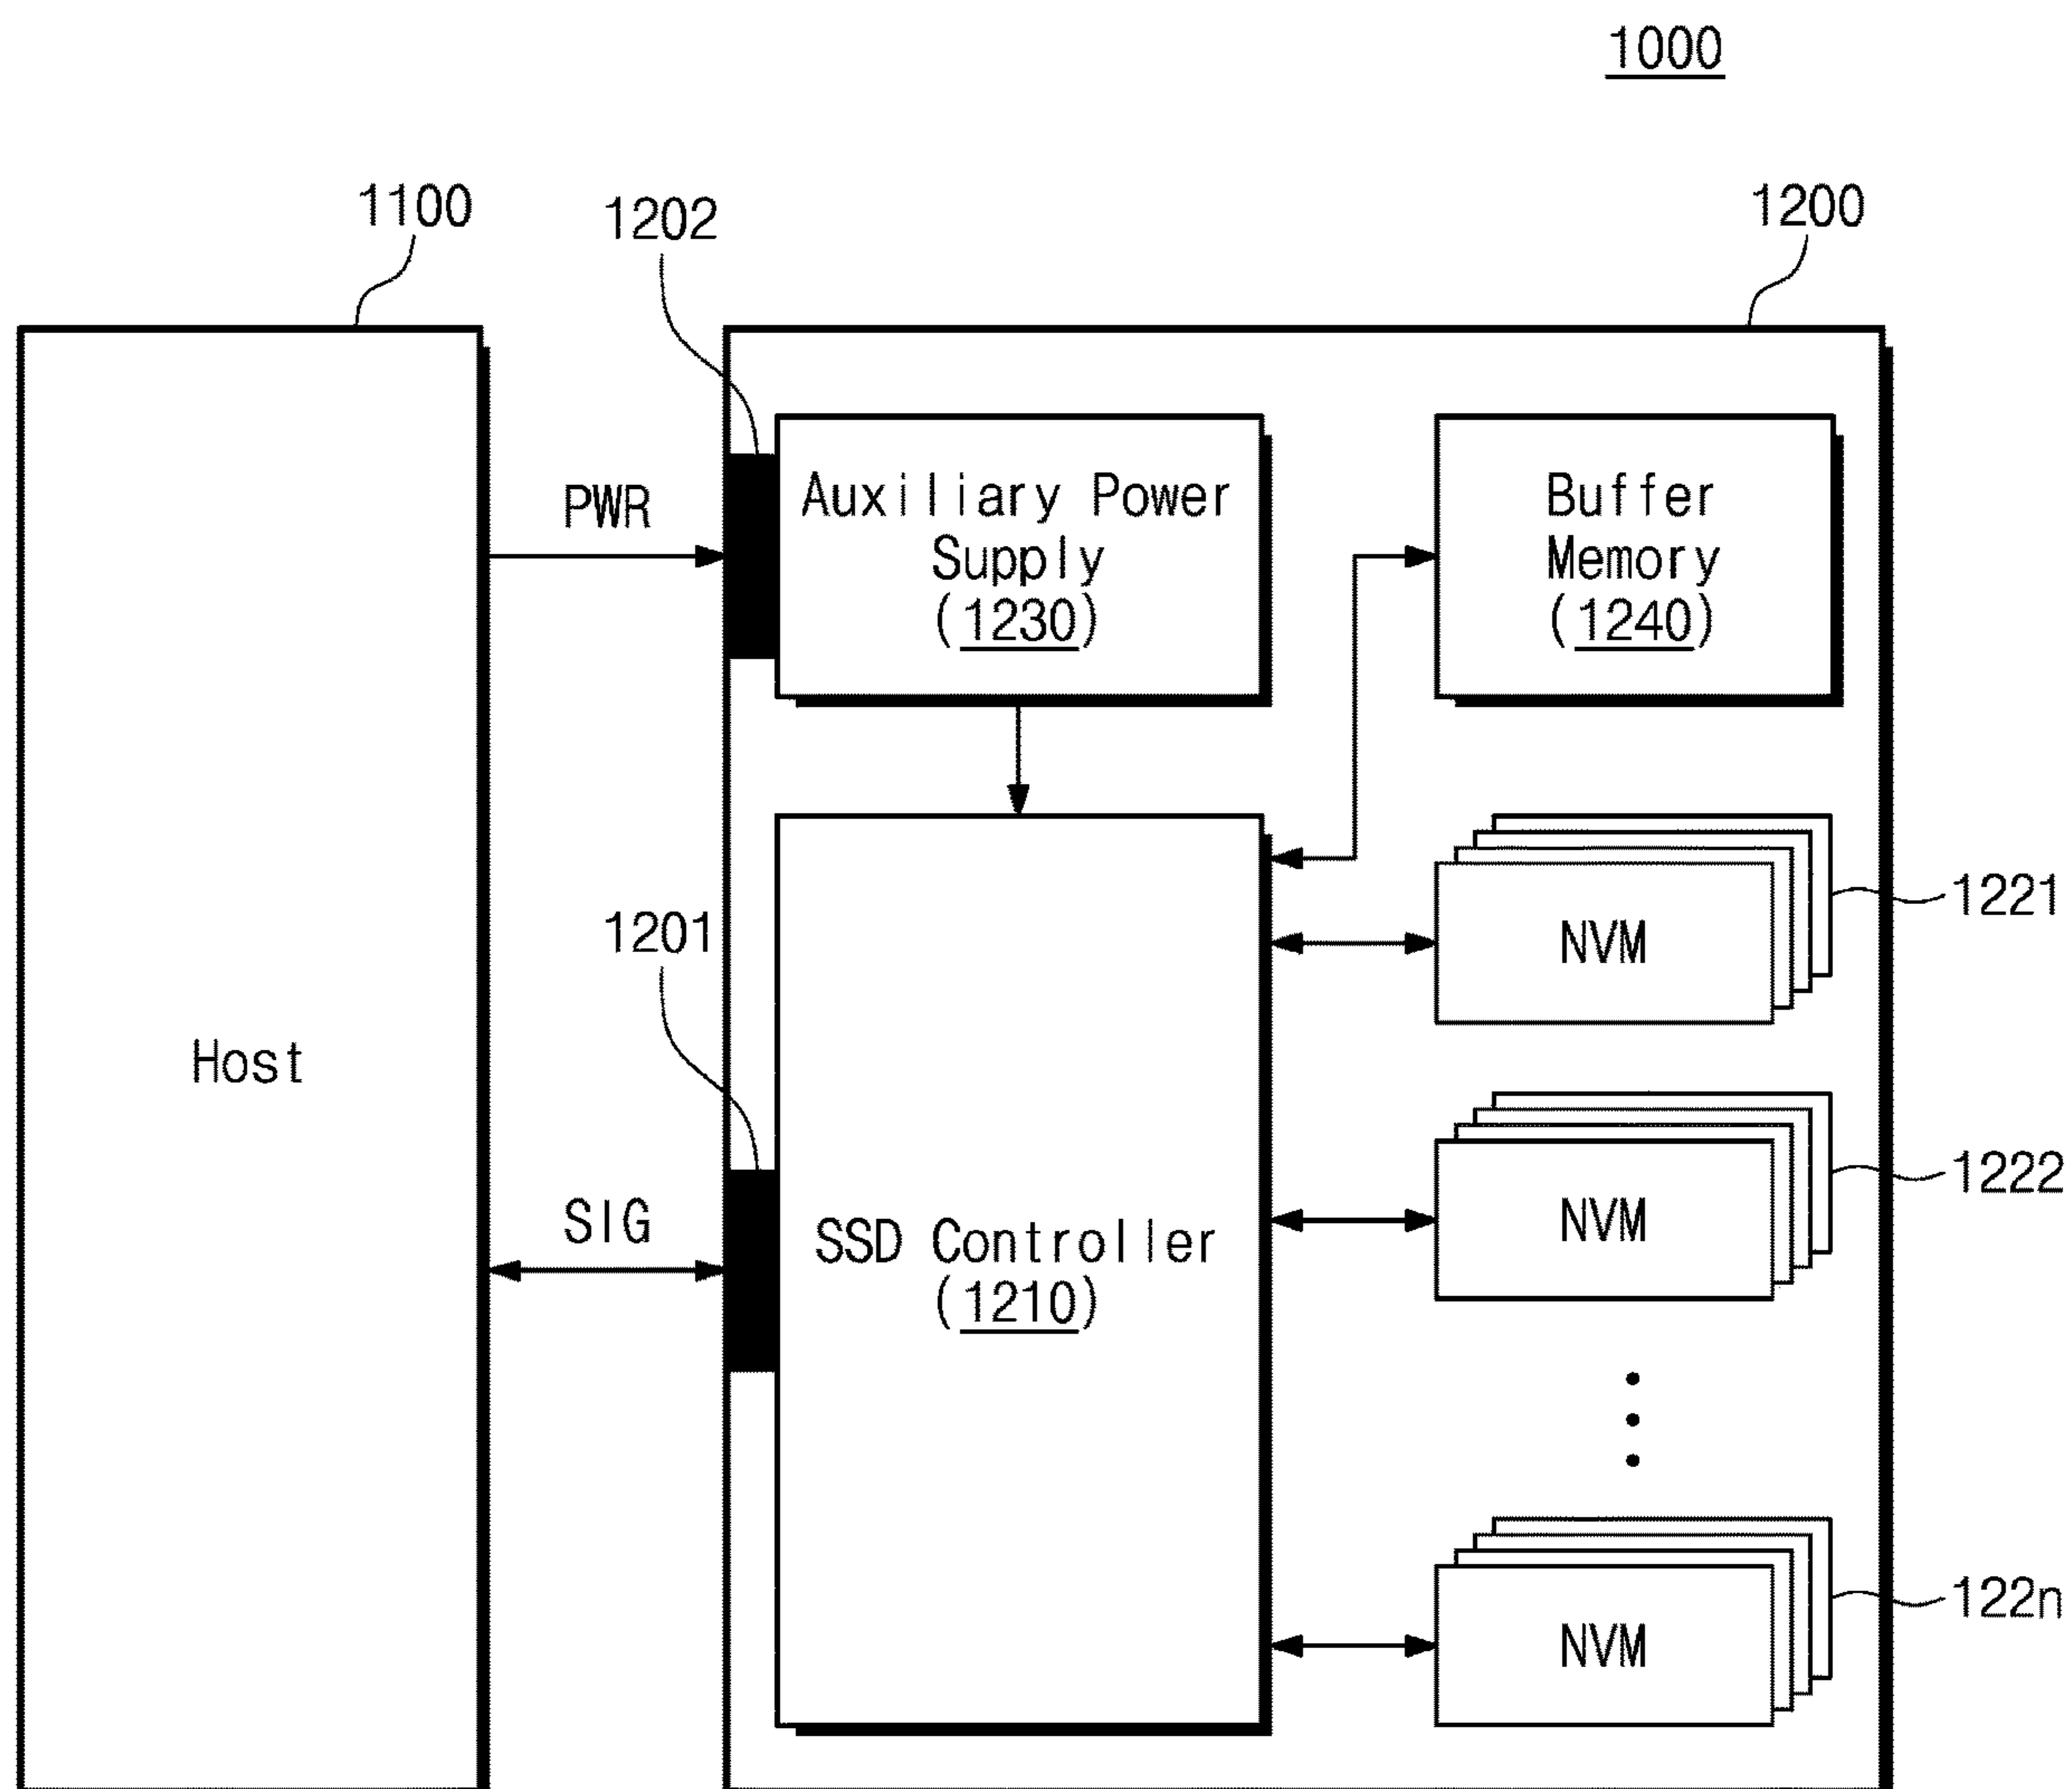 1000
1100
1202
1200
PWR
Auxiliary Power
Supply
(1230)
Buffer
Memory
(1240)
1221
NVM
1201
Host
1222
NVM
SIG
SSD Controller
(1210)
122n
NVM